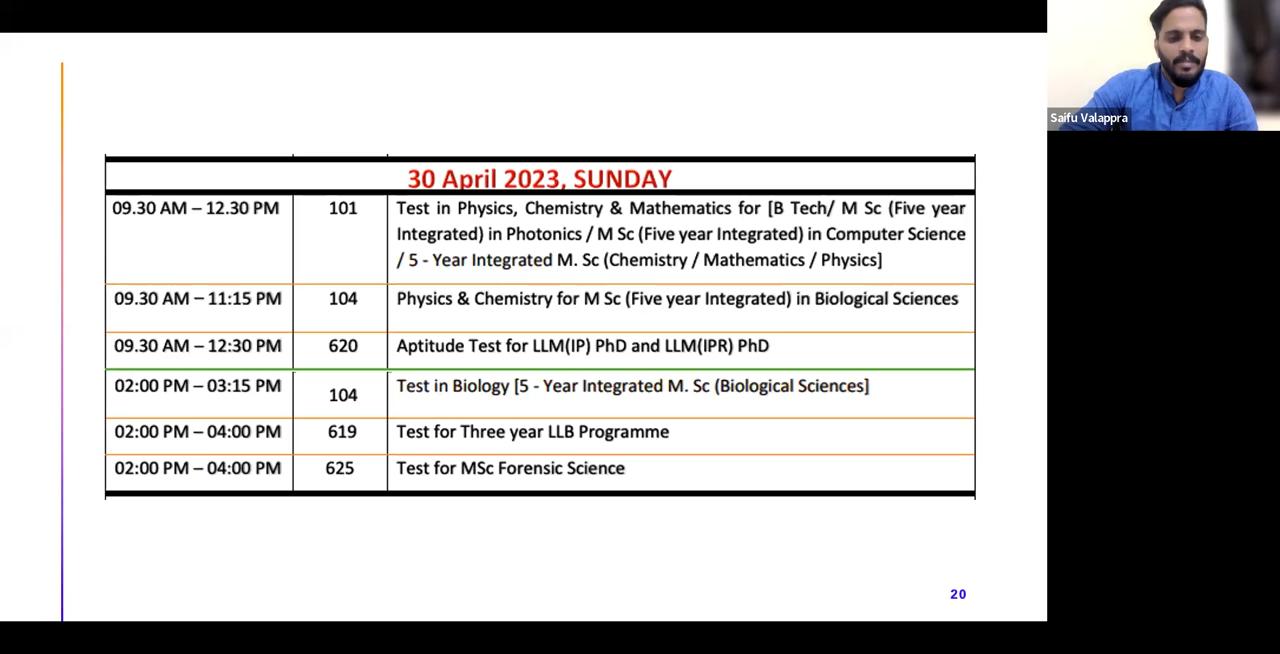 Saifu Valappra
30 April 2023, SUNDAY
09.30 AM – 12.30 PM 101 Test in Physics, Chemistry & Mathematics for [B Tech/ M Sc (Five year
Integrated) in Photonics / M Sc (Five year Integrated) in Computer Science
/ 5 - Year Integrated M. Sc (Chemistry / Mathematics / Physics]
09.30 AM – 11:15 PM 104 Physics & Chemistry for M Sc (Five year Integrated) in Biological Sciences
09.30 AM – 12:30 PM 620 Aptitude Test for LLM(IP) PhD and LLM(IPR) PhD
02:00 PM – 03:15 PM 104 Test in Biology [5 - Year Integrated M. Sc (Biological Sciences]
02:00 PM – 04:00 PM 619 Test for Three year LLB Programme
02:00 PM – 04:00 PM 625 Test for MSc Forensic Science
20